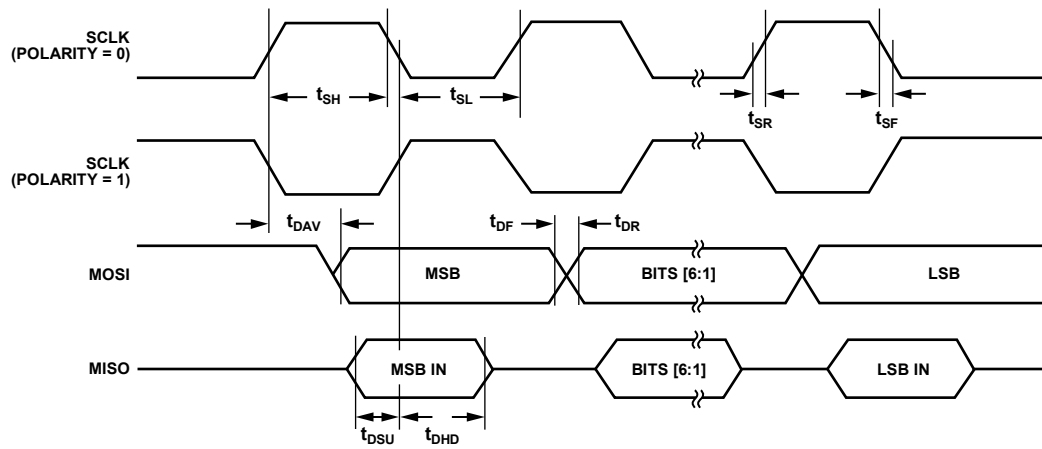 SCLK
(POLARITY = 0)
tSH
tSL
tSR
tSF
SCLK
(POLARITY = 1)
tDAV
tDF
tDR
MOSI
MSB
BITS [6:1]
LSB
MISO
MSB IN
BITS [6:1]
LSB IN
tDSU
tDHD